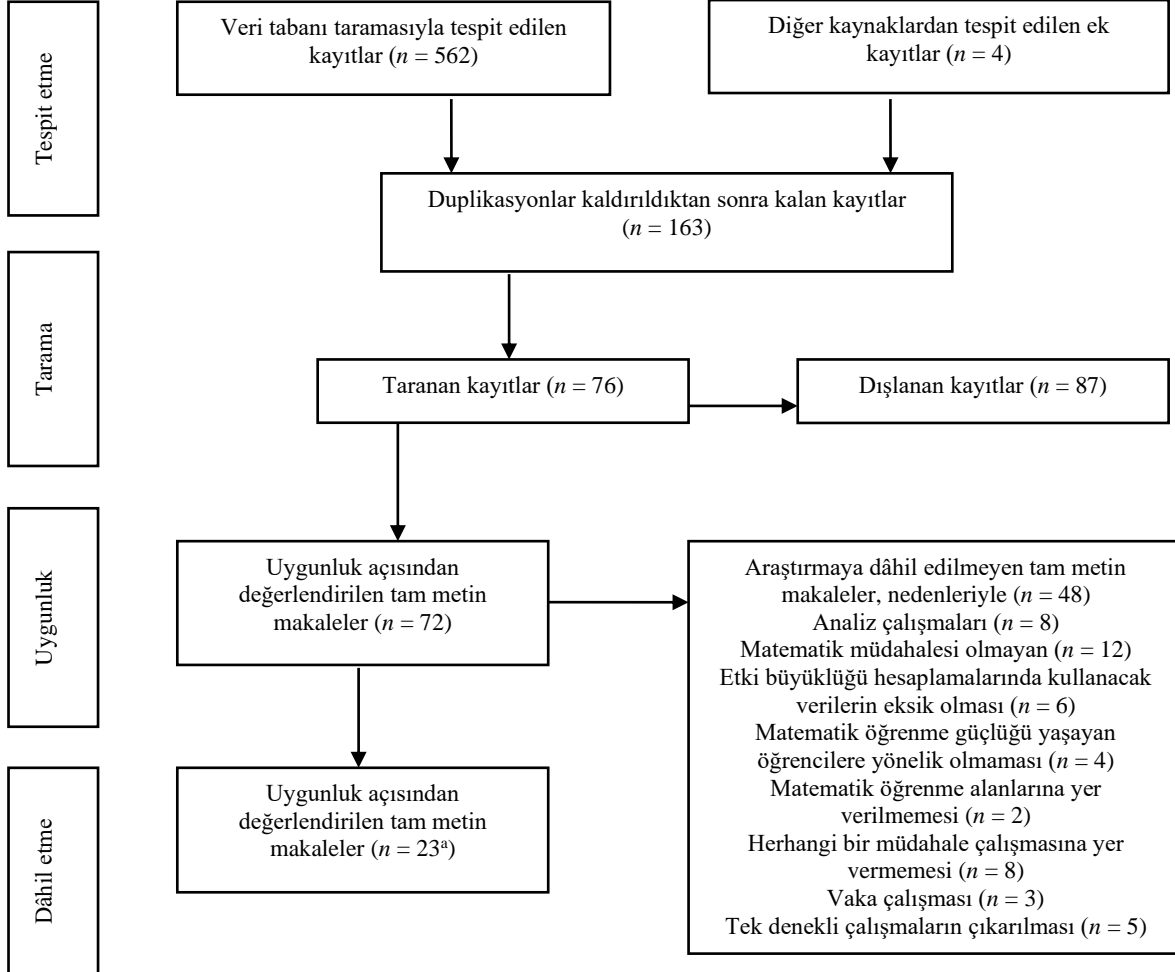 Tespit etme
Veri tabanı taramasıyla tespit edilen
kayıtlar (n = 562)
Diğer kaynaklardan tespit edilen ek
kayıtlar (n = 4)
Duplikasyonlar kaldırıldıktan sonra kalan kayıtlar
(n = 163)
Tarama
Taranan kayıtlar (n = 76)
Dışlanan kayıtlar (n = 87)
Uygunluk
Uygunluk açısından
değerlendirilen tam metin
makaleler (n = 72)
Araştırmaya dâhil edilmeyen tam metin
makaleler, nedenleriyle (n = 48)
Analiz çalışmaları (n = 8)
Matematik müdahalesi olmayan (n = 12)
Etki büyüklüğü hesaplamalarında kullanacak
verilerin eksik olması (n = 6)
Matematik öğrenme güçlüğü yaşayan
öğrencilere yönelik olmaması (n = 4)
Matematik öğrenme alanlarına yer
verilmemesi (n = 2)
Herhangi bir müdahale çalışmasına yer
vermemesi (n = 8)
Vaka çalışması (n = 3)
Tek denekli çalışmaların çıkarılması (n = 5)
Dâhil etme
Uygunluk açısından
değerlendirilen tam metin
makaleler (n = 23ª)